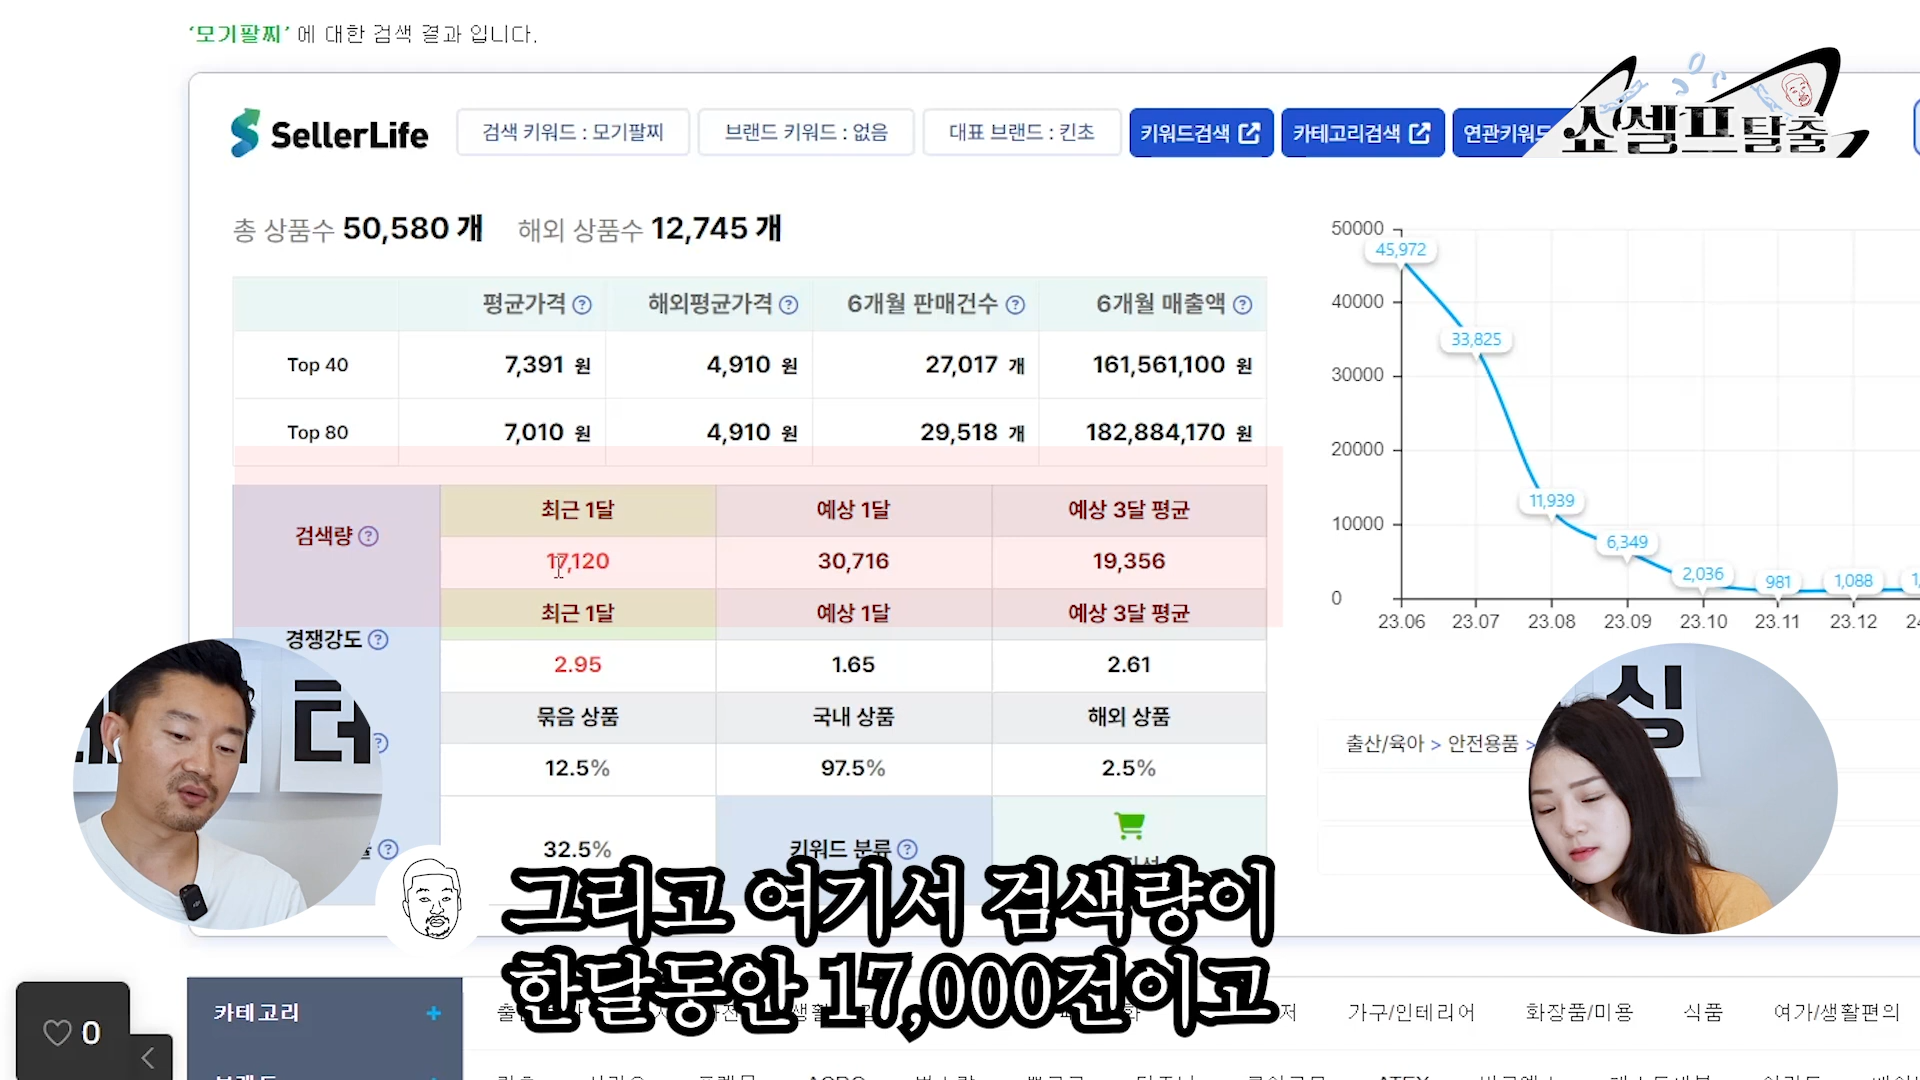 ‘모기팔찌’ 에 대한 검색 결과 입니다.
SellerLife
검색 키워드 : 모기팔찌
브랜드 키워드 : 없음
대표 브랜드 : 킨초
키워드검색
카테고리검색
연관키워드
쇼셀프탈출
총 상품수 50,580 개 해외 상품수 12,745 개
평균가격 해외평균가격 6개월 판매건수 6개월 매출액
Top 40 7,391 원 4,910 원 27,017 개 161,561,100 원
Top 80 7,010 원 4,910 원 29,518 개 182,884,170 원
검색량
최근 1달 예상 1달 예상 3달 평균
17,120 30,716 19,356
경쟁강도
최근 1달 예상 1달 예상 3달 평균
2.95 1.65 2.61
묶음 상품 국내 상품 해외 상품
12.5% 97.5% 2.5%
32.5% 키워드 분류
50000
40000
30000
20000
10000
0
45,972
33,825
11,939
6,349
2,036
981
1,088
23.06 23.07 23.08 23.09 23.10 23.11 23.12
출산/육아 > 안전용품 >
터
싱
그리고 여기서 검색량이
한달동안 17,000건이고
0
카테고리
가구/인테리어 화장품/미용 식품 여가/생활편의